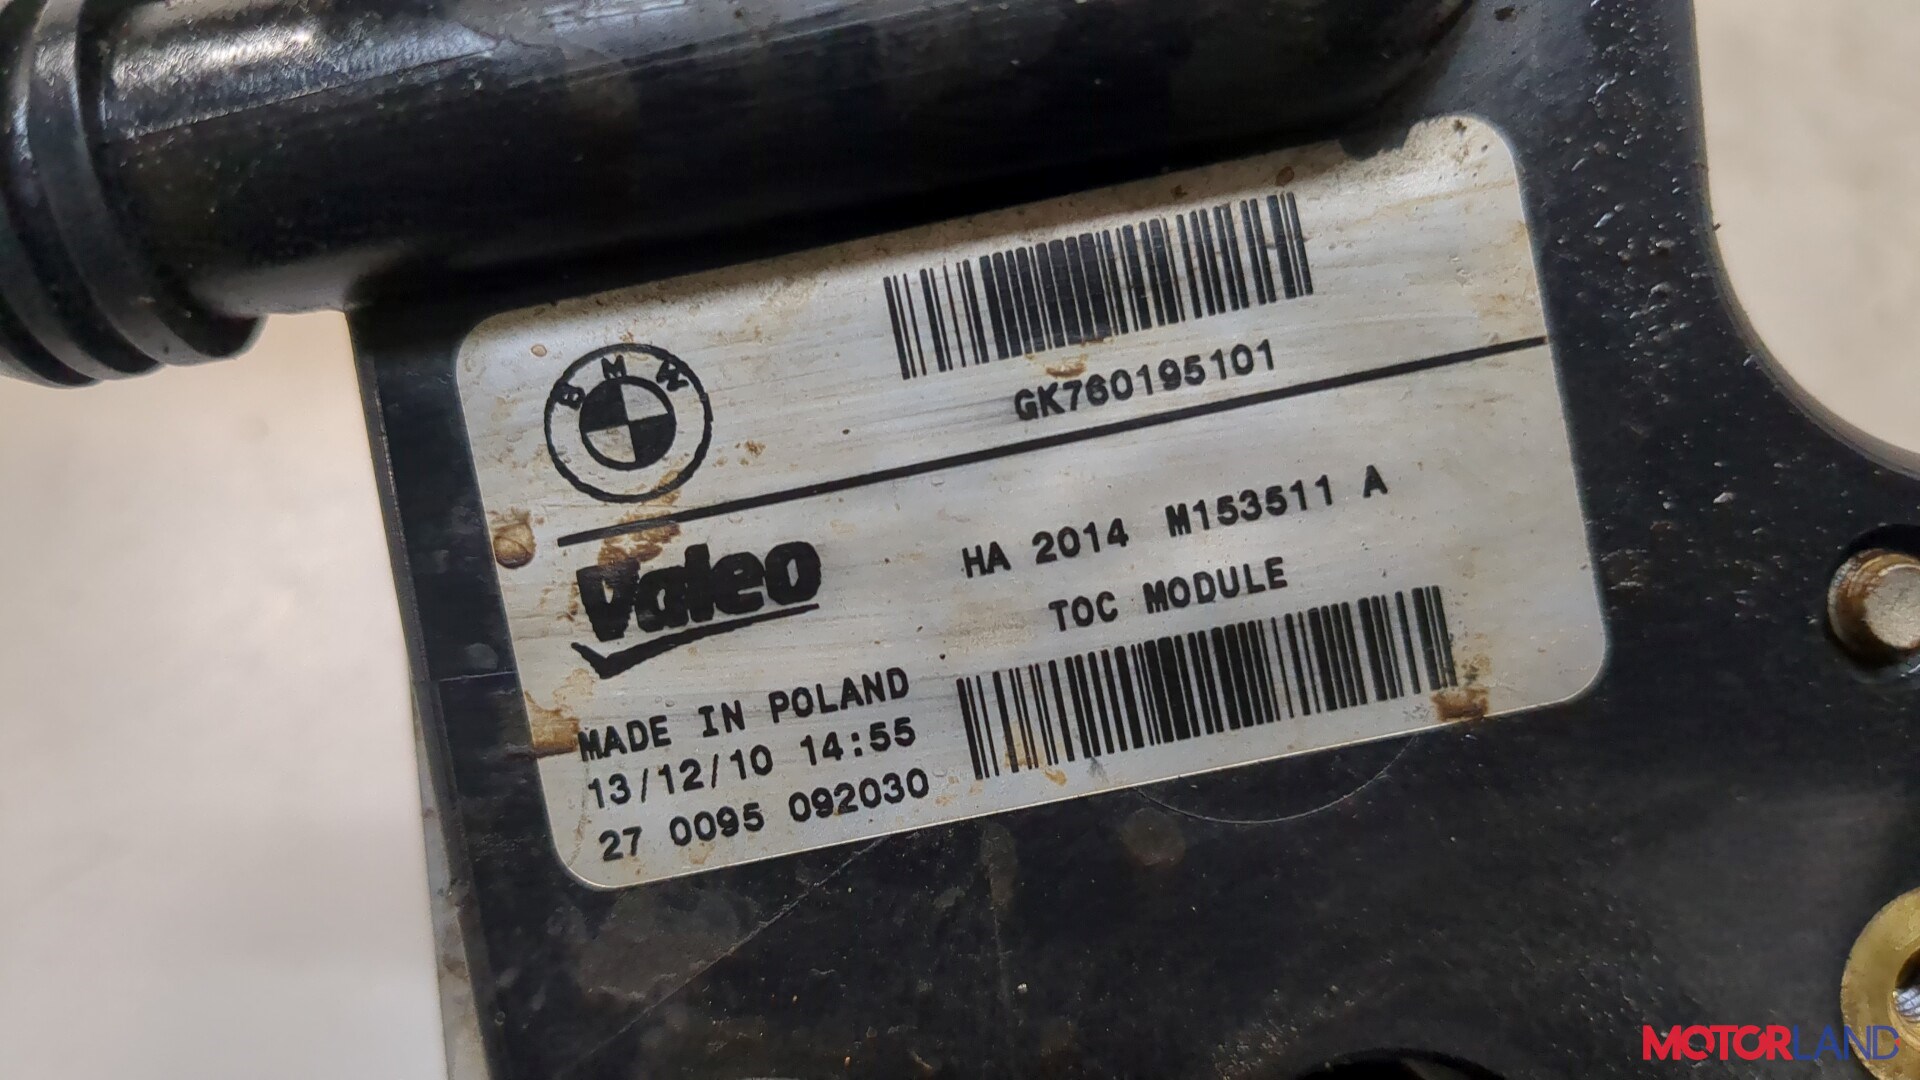 BMW
GK760195101
Valeo
HA 2014 M153511 A
TOC MODULE
MADE IN POLAND
13/12/10 14:55
27 0095 092030
MOTORLAND